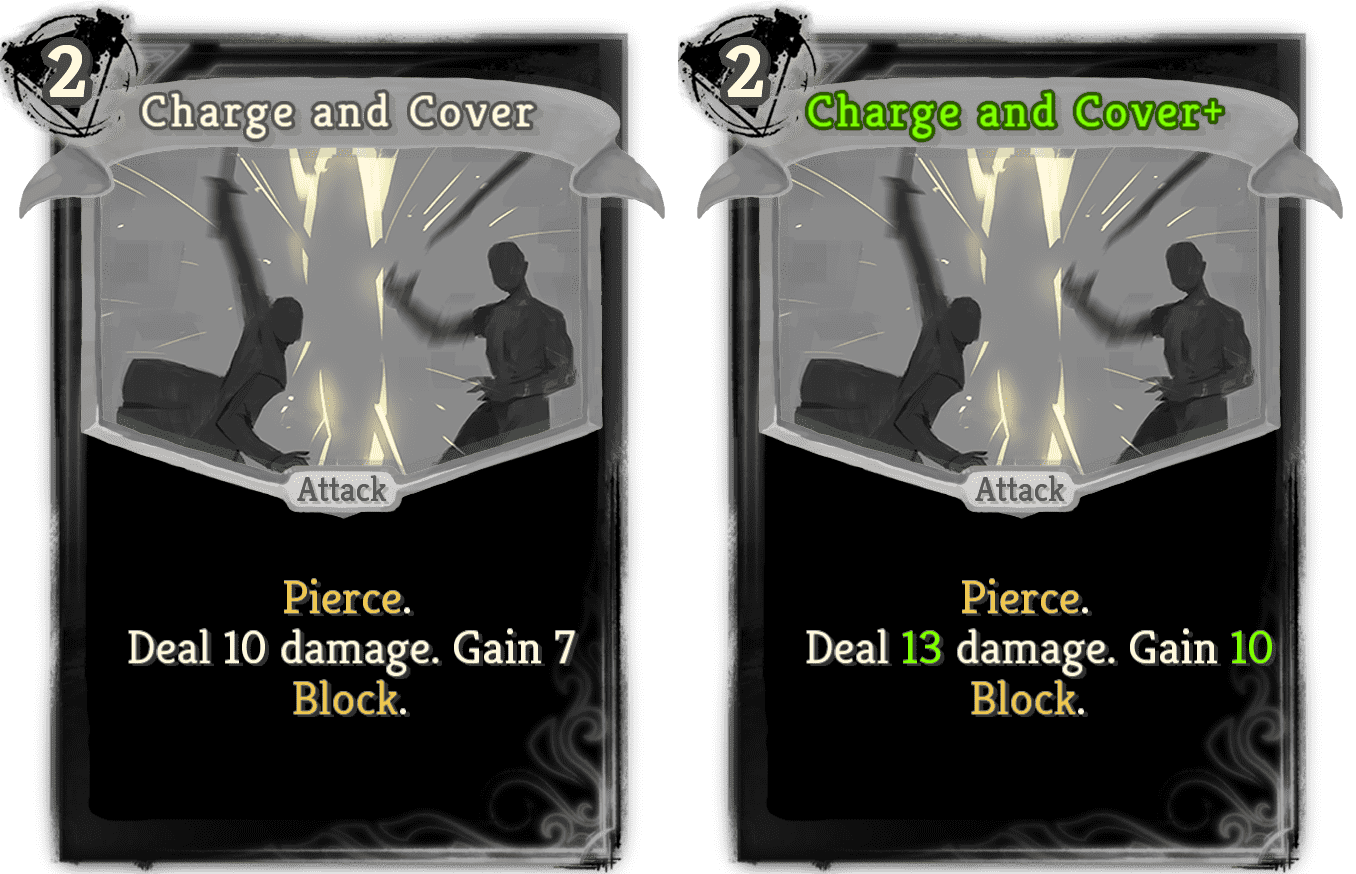 2
Charge and Cover
Attack
Pierce.
Deal 10 damage. Gain 7
Block.
2
Charge and Cover+
Attack
Pierce.
Deal 13 damage. Gain 10
Block.